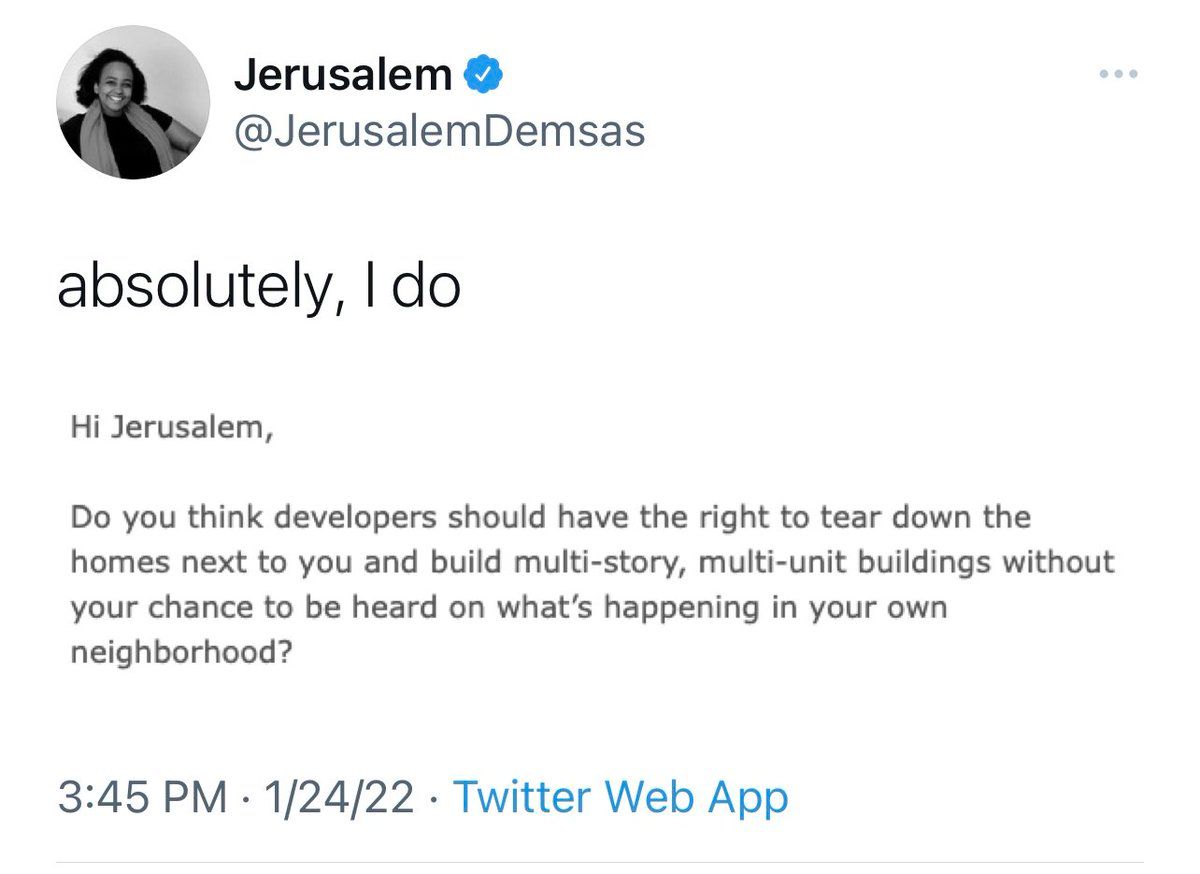 Jerusalem
@JerusalemDemsas
absolutely, I do
Hi Jerusalem,
Do you think developers should have the right to tear down the
homes next to you and build multi-story, multi-unit buildings without
your chance to be heard on what's happening in your own
neighborhood?
3:45 PM · 1/24/22 · Twitter Web App